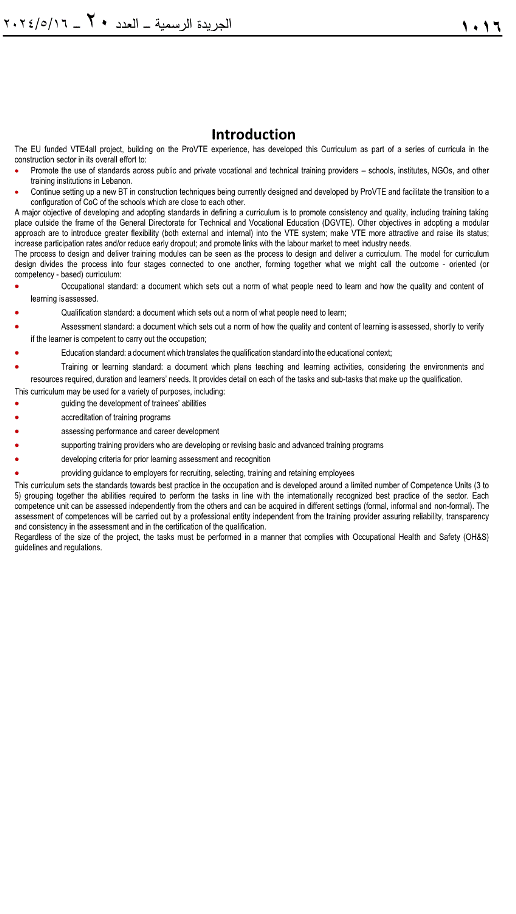 ١٠١٦ الجريدة الرسمية – العدد ٢٠ – ٢٠٢٤/٥/١٦
Introduction
The EU funded VTE4all project, building on the ProVTE experience, has developed this Curriculum as part of a series of curricula in the
construction sector in its overall effort to:
• Promote the use of standards across public and private vocational and technical training providers – schools, institutes, NGOs, and other
training institutions in Lebanon.
• Continue setting up a new BT in construction techniques being currently designed and developed by ProVTE and facilitate the transition to a
configuration of CoC of the schools which are close to each other.
A major objective of developing and adopting standards in defining a curriculum is to promote consistency and quality, including training taking
place outside the frame of the General Directorate for Technical and Vocational Education (DGVTE). Other objectives in adopting a modular
approach are to introduce greater flexibility (both external and internal) into the VTE system; make VTE more attractive and raise its status;
increase participation rates and/or reduce early dropout; and promote links with the labour market to meet industry needs.
The process to design and deliver training modules can be seen as the process to design and deliver a curriculum. The model for curriculum
design divides the process into four stages connected to one another, forming together what we might call the outcome - oriented (or
competency - based) curriculum:
• Occupational standard: a document which sets out a norm of what people need to learn and how the quality and content of
learning isassessed.
• Qualification standard: a document which sets out a norm of what people need to learn;
• Assessment standard: a document which sets out a norm of how the quality and content of learning is assessed, shortly to verify
if the learner is competent to carry out the occupation;
• Education standard: a document which translates the qualification standard into the educational context;
• Training or learning standard: a document which plans teaching and learning activities, considering the environments and
resources required, duration and learners' needs. It provides detail on each of the tasks and sub-tasks that make up the qualification.
This curriculum may be used for a variety of purposes, including:
• guiding the development of trainees' abilities
• accreditation of training programs
• assessing performance and career development
• supporting training providers who are developing or revising basic and advanced training programs
• developing criteria for prior learning assessment and recognition
• providing guidance to employers for recruiting, selecting, training and retaining employees
This curriculum sets the standards towards best practice in the occupation and is developed around a limited number of Competence Units (3 to
5) grouping together the abilities required to perform the tasks in line with the internationally recognized best practice of the sector. Each
competence unit can be assessed independently from the others and can be acquired in different settings (formal, informal and non-formal). The
assessment of competences will be carried out by a professional entity independent from the training provider assuring reliability, transparency
and consistency in the assessment and in the certification of the qualification.
Regardless of the size of the project, the tasks must be performed in a manner that complies with Occupational Health and Safety (OH&S)
guidelines and regulations.